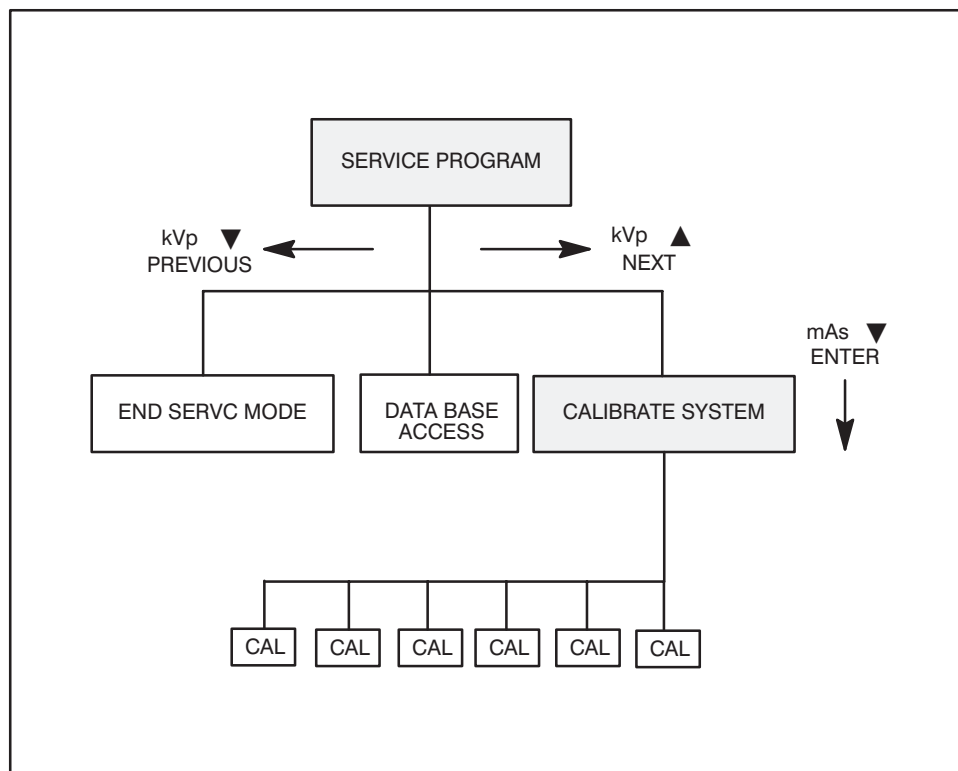 SERVICE PROGRAM
kVp ▼
PREVIOUS
kVp ▲
NEXT
mAs ▼
ENTER
END SERVC MODE
DATA BASE
ACCESS
CALIBRATE SYSTEM
CAL
CAL
CAL
CAL
CAL
CAL